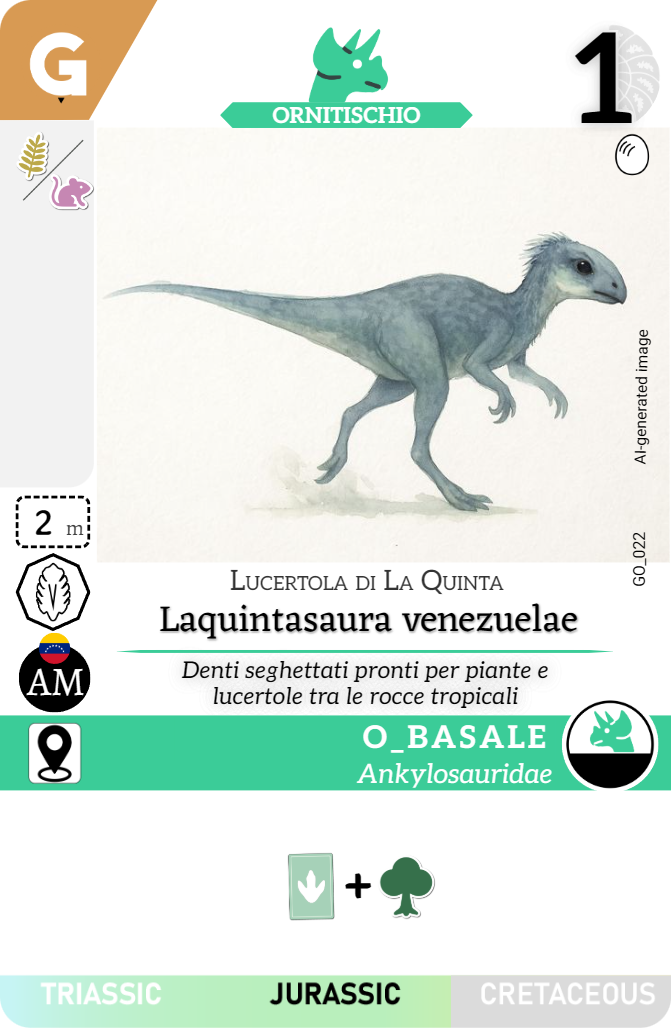 G
ORNITISCHIO
1
AI-generated image
GO_022
2 m
AM
Lucertola di La Quinta
Laquintasaura venezuelae
Denti seghettati pronti per piante e
lucertole tra le rocce tropicali
O_BASALE
Ankylosauridae
+
TRIASSIC JURASSIC CRETACEOUS